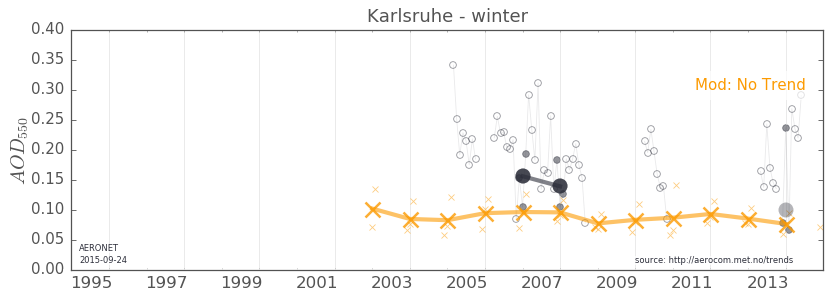 Karlsruhe - winter
0.40
0.35
0.30
0.25
0.20
0.15
0.10
0.05
0.00
AOD550
Mod: No Trend
AERONET
2015-09-24
source: http://aerocom.met.no/trends
1995 1997 1999 2002 2003 2005 2007 2007 2009 2011 2013